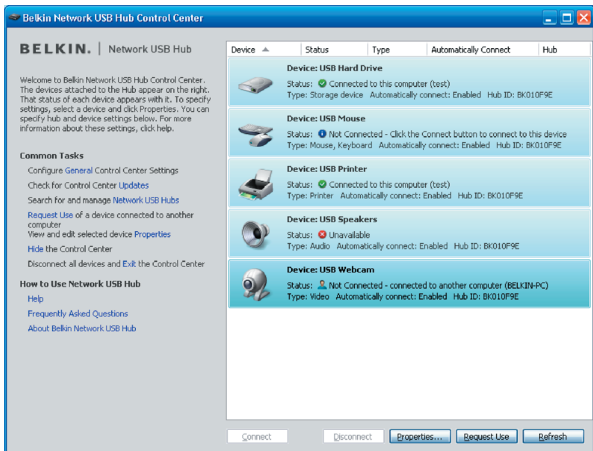 Belkin Network USB Hub Control Center
BELKIN. | Network USB Hub
Welcome to Belkin Network USB Hub Control Center.
The devices attached to the Hub appear on the right.
That status of each device appears with it. To specify
settings, select a device and click Properties. You can
specify hub and device settings below. For more
information about these settings, click help.
Common Tasks
Configure General Control Center Settings
Check for Control Center Updates
Search for and manage Network USB Hubs
Request Use of a device connected to another
computer
View and edit selected device Properties
Hide the Control Center
Disconnect all devices and Exit the Control Center
How to Use Network USB Hub
Help
Frequently Asked Questions
About Belkin Network USB Hub
Device Status Type Automatically Connect Hub
Device: USB Hard Drive
Status: Connected to this computer (test)
Type: Storage device Automatically connect: Enabled Hub ID: BK010F9E
Device: USB Mouse
Status: Not Connected - Click the Connect button to connect to this device
Type: Mouse, Keyboard Automatically connect: Enabled Hub ID: BK010F9E
Device: USB Printer
Status: Connected to this computer (test)
Type: Printer Automatically connect: Enabled Hub ID: BK010F9E
Device: USB Speakers
Status: Unavailable
Type: Audio Automatically connect: Enabled Hub ID: BK010F9E
Device: USB Webcam
Status: Not Connected - connected to another computer (BELKIN-PC)
Type: Video Automatically connect: Enabled Hub ID: BK010F9E
Connect Disconnect Properties... Request Use Refresh